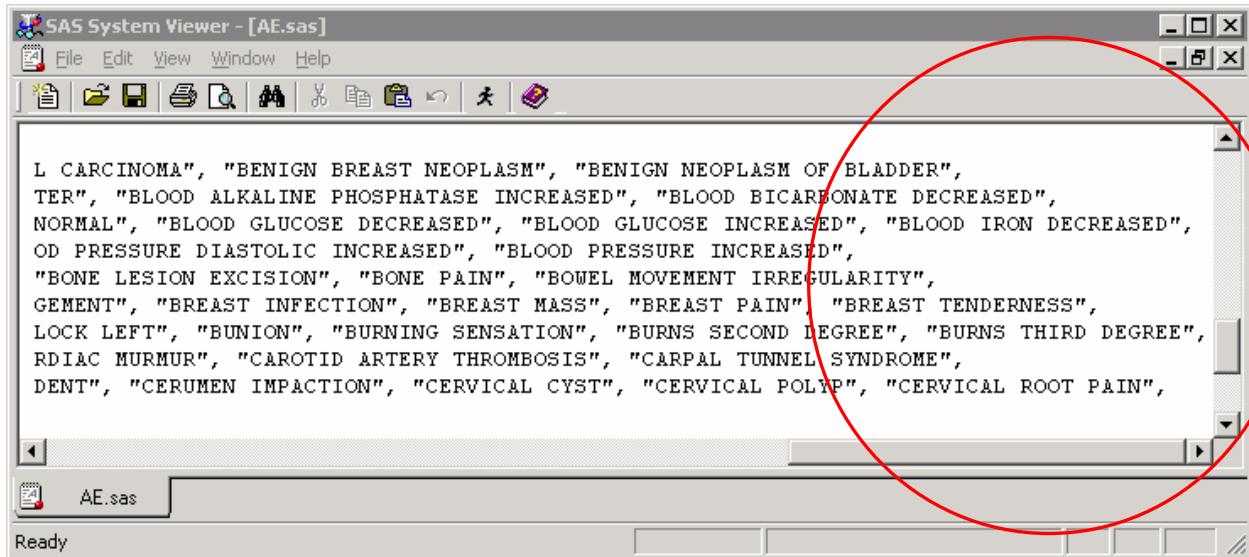 SAS System Viewer - [AE.sas]
File Edit View Window Help
L CARCINOMA", "BENIGN BREAST NEOPLASM", "BENIGN NEOPLASM OF BLADDER",
TER", "BLOOD ALKALINE PHOSPHATASE INCREASED", "BLOOD BICARBONATE DECREASED",
NORMAL", "BLOOD GLUCOSE DECREASED", "BLOOD GLUCOSE INCREASED", "BLOOD IRON DECREASED",
OD PRESSURE DIASTOLIC INCREASED", "BLOOD PRESSURE INCREASED",
"BONE LESION EXCISION", "BONE PAIN", "BOWEL MOVEMENT IRREGULARITY",
GEMENT", "BREAST INFECTION", "BREAST MASS", "BREAST PAIN", "BREAST TENDERNESS",
LOCK LEFT", "BUNION", "BURNING SENSATION", "BURNS SECOND DEGREE", "BURNS THIRD DEGREE",
RDIAC MURMUR", "CAROTID ARTERY THROMBOSIS", "CARPAL TUNNEL SYNDROME",
DENT", "CERUMEN IMPACTION", "CERVICAL CYST", "CERVICAL POLYP", "CERVICAL ROOT PAIN",
AE.sas
Ready